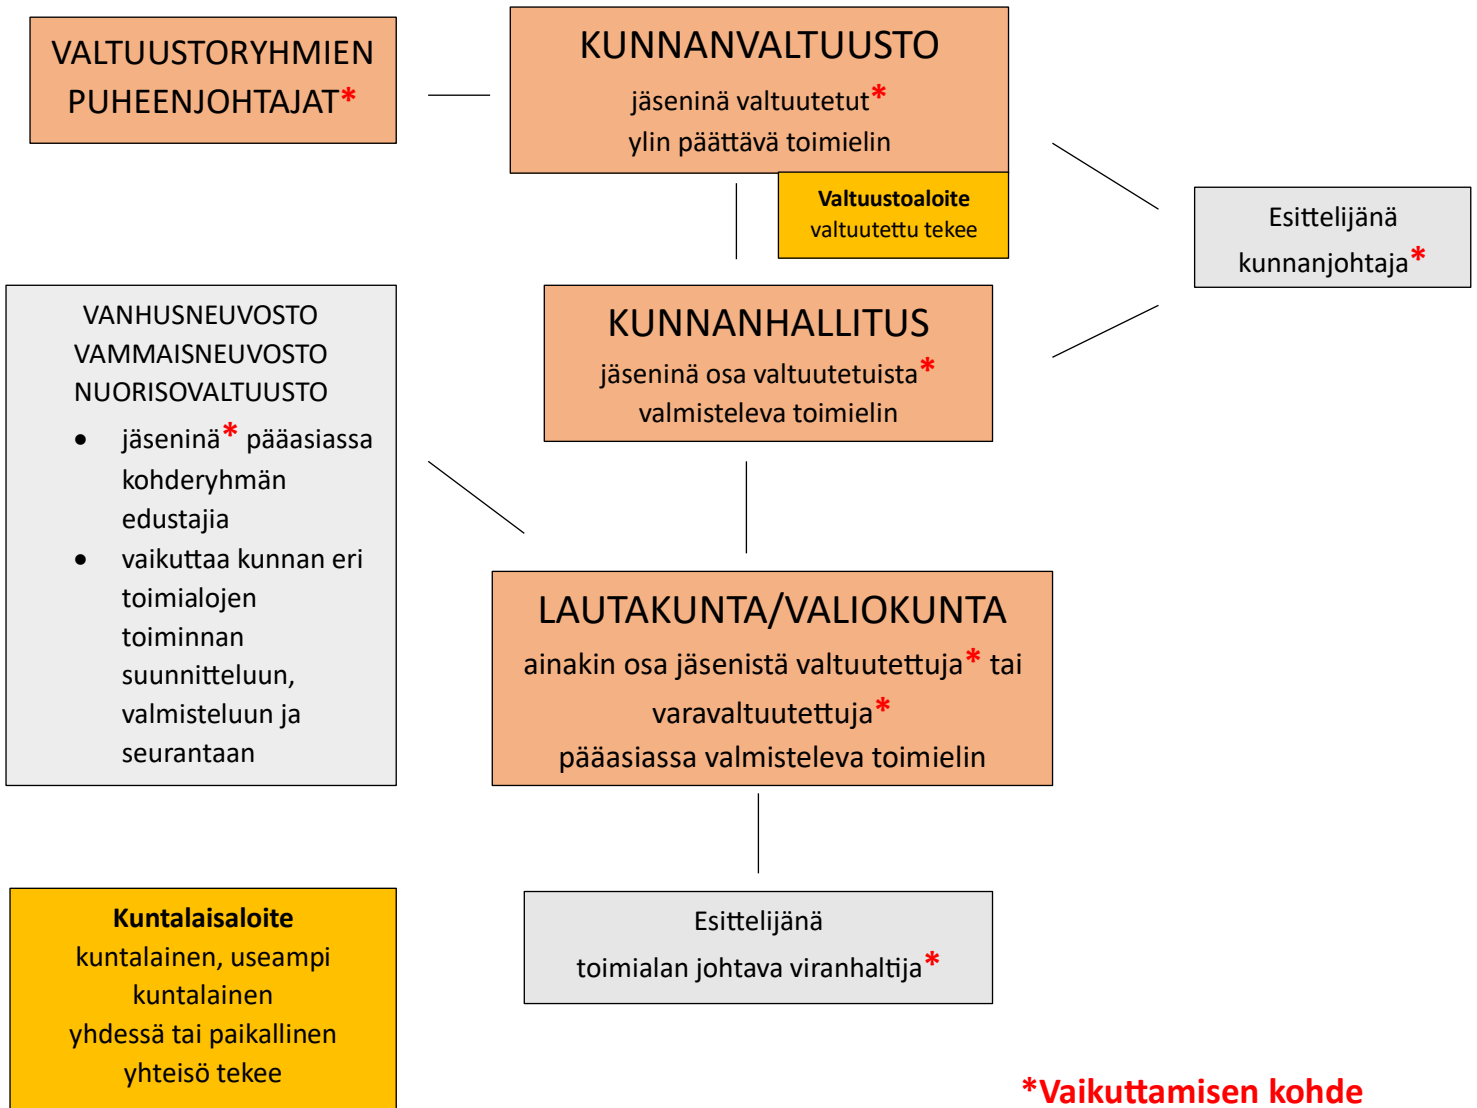 VALTUUSTORYHMIEN
PUHEENJOHTAJAT*
KUNNANVALTUUSTO
jäseninä valtuutetut*
ylin päättävä toimielin
Valtuustoaloite
valtuutettu tekee
Esittelijänä
kunnanjohtaja*
VANHUSNEUVOSTO
VAMMAISNEUVOSTO
NUORISOVALTUUSTO
• jäseninä* pääasiassa
kohderyhmän
edustajia
• vaikuttaa kunnan eri
toimialojen
toiminnan
suunnitteluun,
valmisteluun ja
seurantaan
KUNNANHALLITUS
jäseninä osa valtuutetuista*
valmisteleva toimielin
LAUTAKUNTA/VALIOKUNTA
ainakin osa jäsenistä valtuutettuja* tai
varavaltuutettuja*
pääasiassa valmisteleva toimielin
Kuntalaisaloite
kuntalainen, useampi
kuntalainen
yhdessä tai paikallinen
yhteisö tekee
Esittelijänä
toimialan johtava viranhaltija*
*Vaikuttamisen kohde